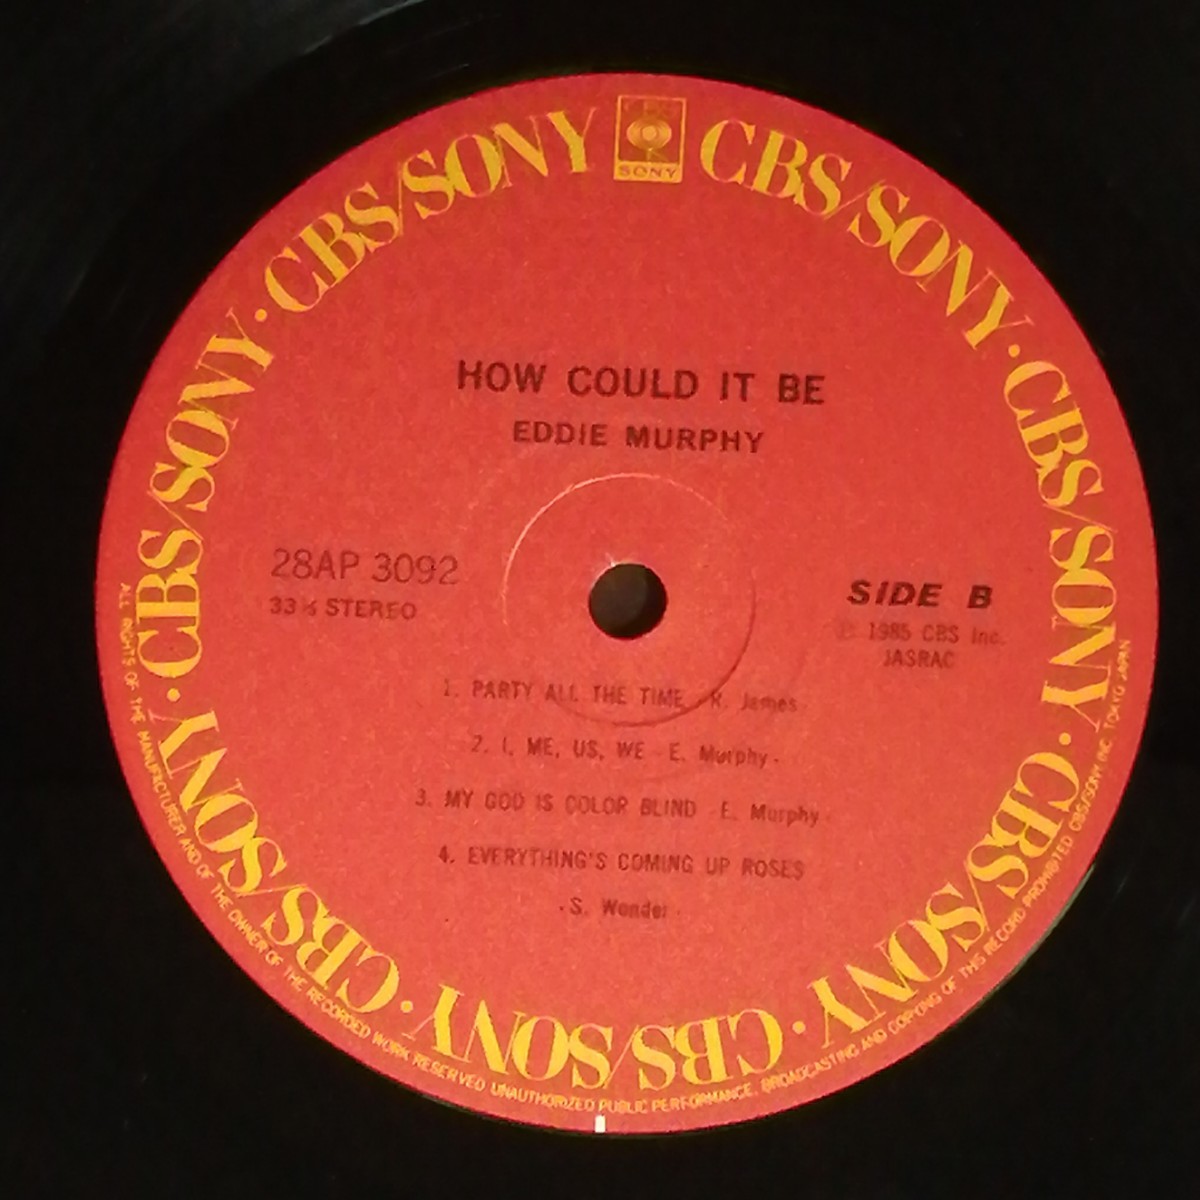 CBS
SONY
CBS/SONY · CBS/SONY · CBS/SONY · CBS/SONY · CBS/SONY · CBS/SONY · CBS/SONY · CBS/SONY
HOW COULD IT BE
EDDIE MURPHY
28AP 3092
33⅓ STEREO
SIDE B
℗ 1985 CBS Inc.
JASRAC
1. PARTY ALL THE TIME - R. James -
2. I, ME, US, WE - E. Murphy -
3. MY GOD IS COLOR BLIND - E. Murphy -
4. EVERYTHING'S COMING UP ROSES
- S. Wonder -
ALL RIGHTS OF THE MANUFACTURER AND OF THE OWNER OF THE RECORDED WORK RESERVED UNAUTHORIZED PUBLIC PERFORMANCE, BROADCASTING AND COPYING OF THIS RECORD PROHIBITED CBS/SONY INC. TOKYO JAPAN